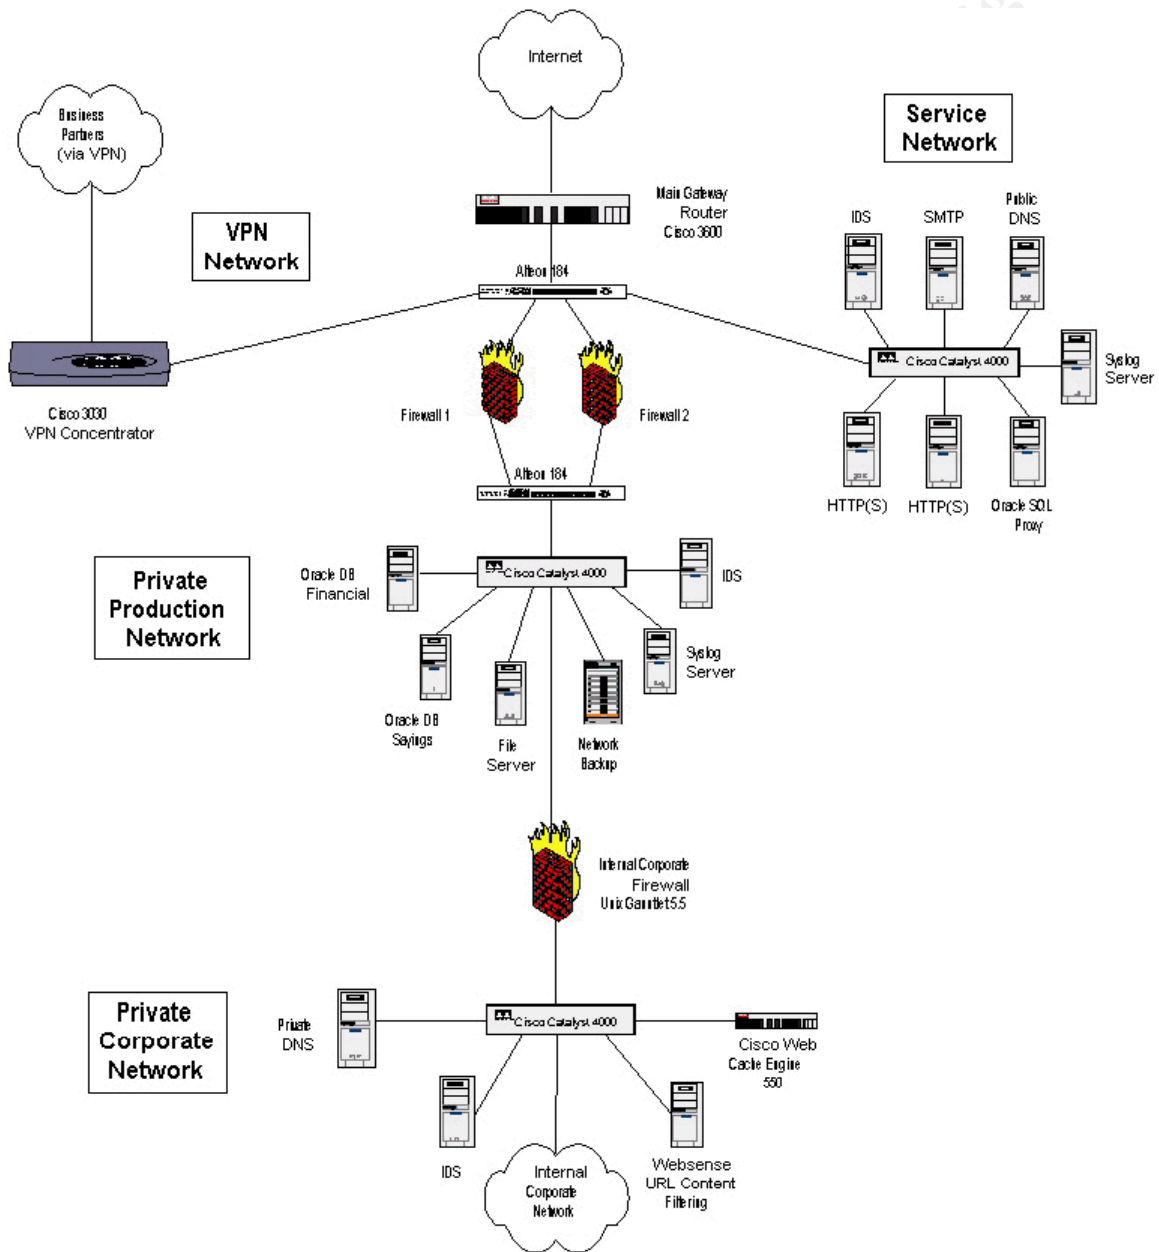 Internet
Business
Partners
(via VPN)
Service
Network
Main Gateway
Router
Cisco 3600
VPN
Network
IDS
SMTP
Public
DNS
Alteon 184
Cisco Catalyst 4000
Syslog
Server
Cisco 3030
VPN Concentrator
Firewall 1
Firewall 2
Alteon 184
HTTP(S)
HTTP(S)
Oracle SQL
Proxy
Private
Production
Network
Oracle DB
Financial
Cisco Catalyst 4000
IDS
Syslog
Server
Oracle DB
Sayings
File
Server
Network
Backup
Internal Corporate
Firewall
Unix Gauntlet 5.5
Private
Corporate
Network
Private
DNS
Cisco Catalyst 4000
Cisco Web
Cache Engine
550
IDS
Internal
Corporate
Network
Websense
URL Content
Filtering